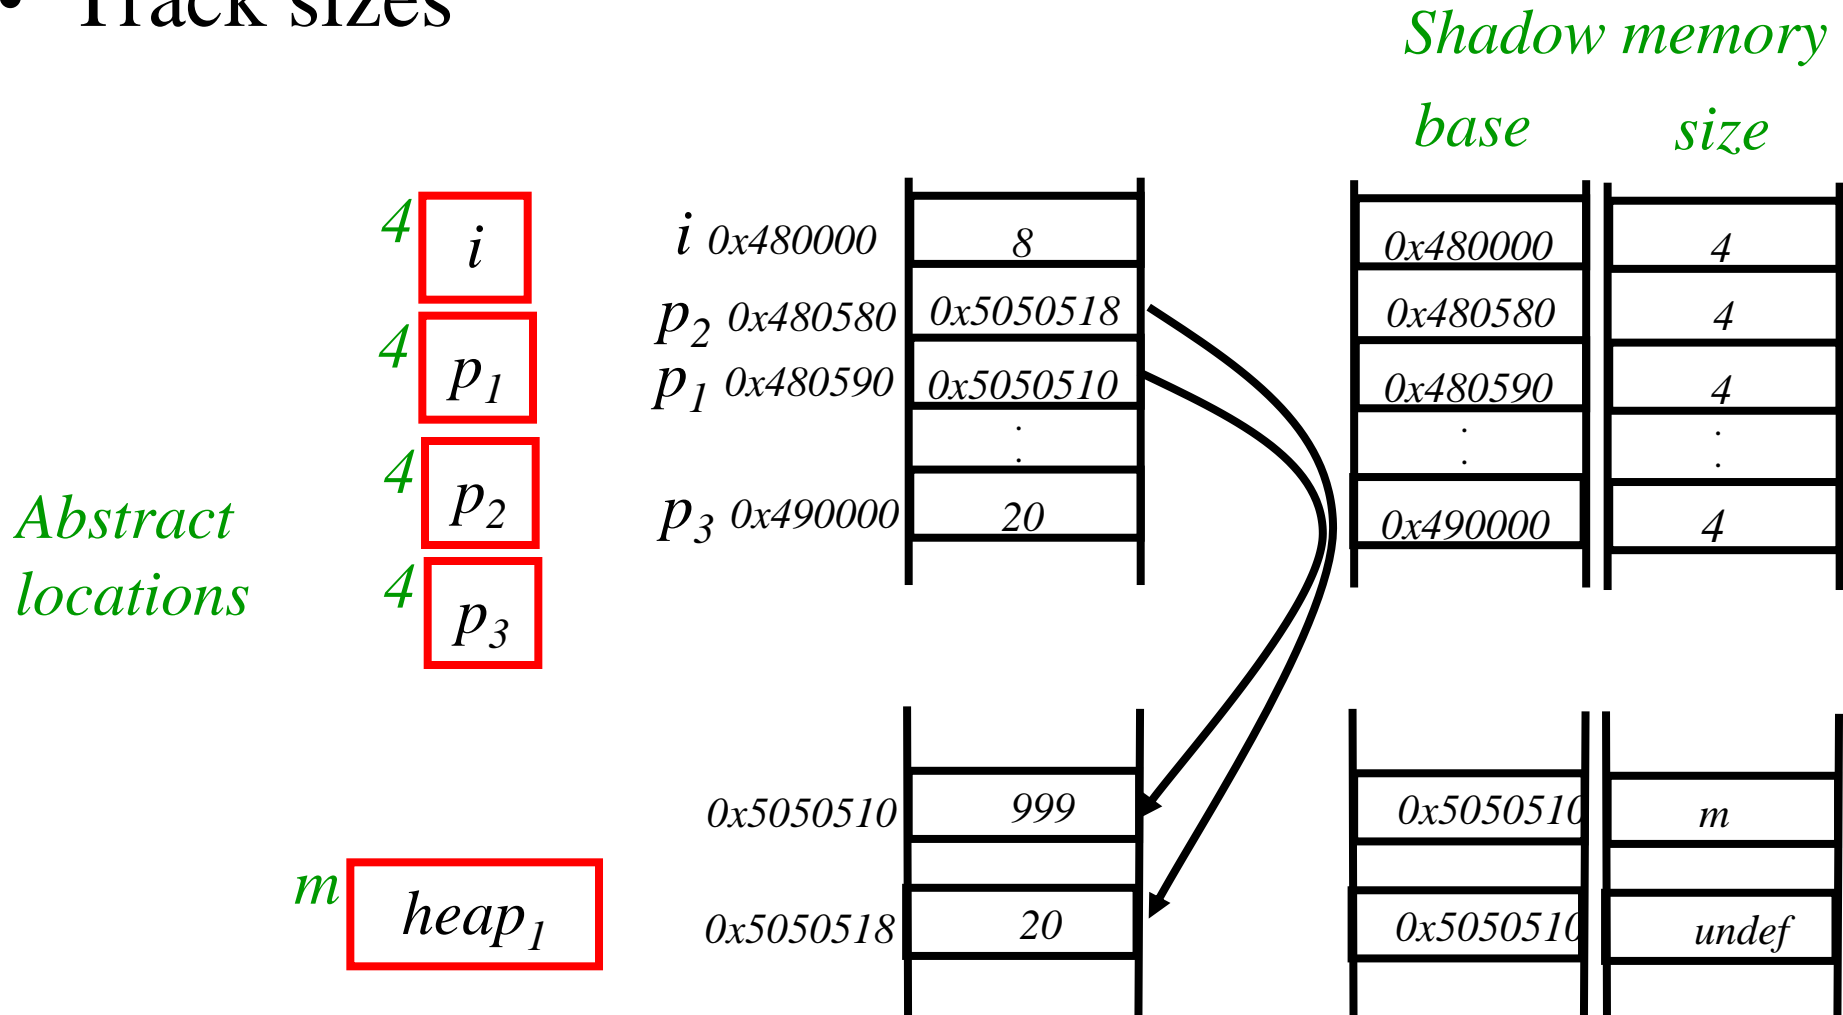 • Track sizes
Shadow memory
base size
4 i
i 0x480000 8 0x480000 4
p2 0x480580 0x5050518 0x480580 4
4 p1
p1 0x480590 0x5050510 0x480590 4
4 p2
p3 0x490000 20 0x490000 4
Abstract
locations
4 p3
0x5050510 999 0x5050510 m
m heap1
0x5050518 20 0x5050510 undef